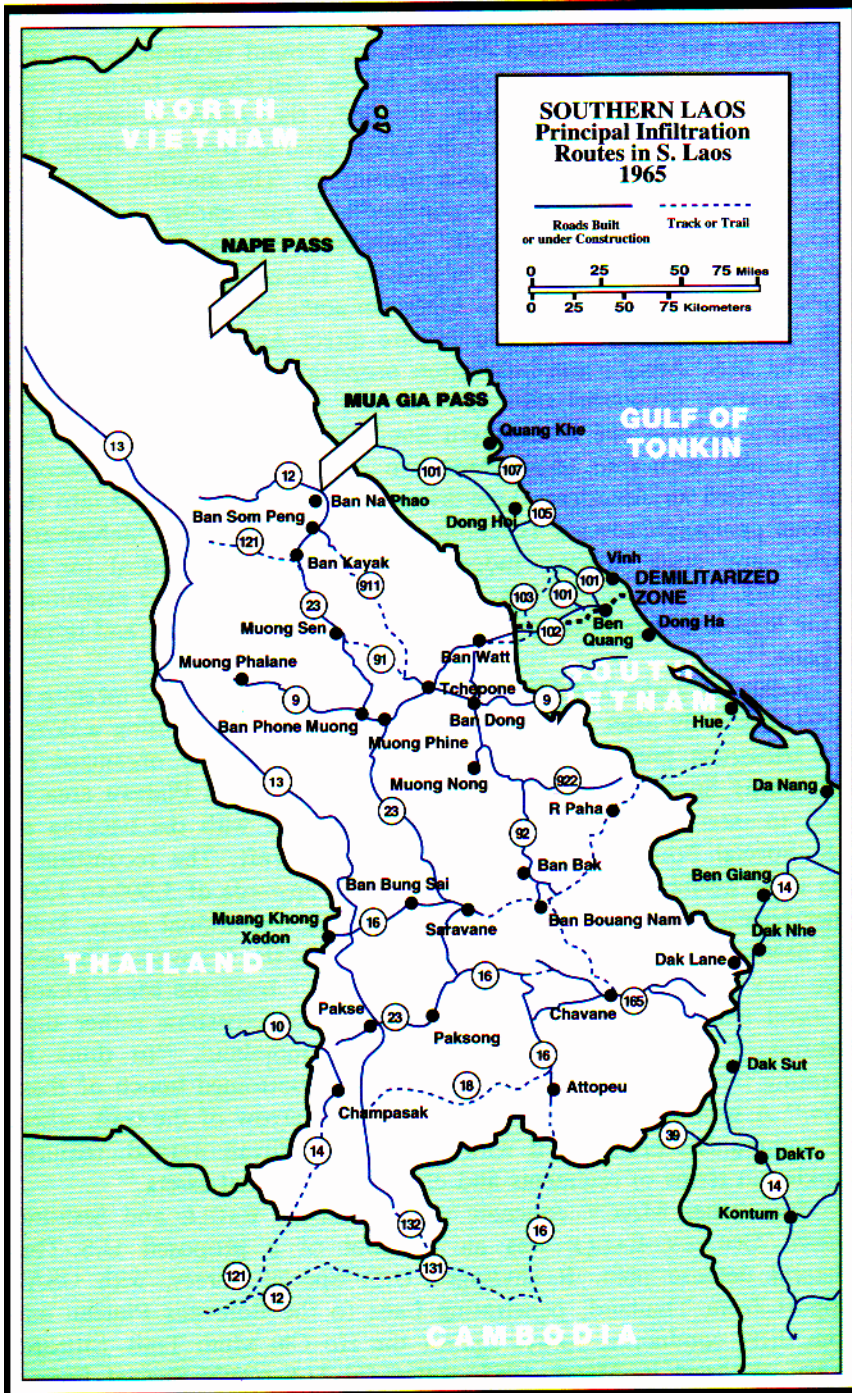 NORTH
VIETNAM
SOUTHERN LAOS
Principal Infiltration
Routes in S. Laos
1965
Roads Built
or under Construction
Track or Trail
0 25 50 75 Miles
0 25 50 75 Kilometers
NAPE PASS
MUA GIA PASS
GULF OF
TONKIN
Quang Khe
13
12
101
107
Ban Na Phao
Ban Som Peng
Dong Hoi
105
121
Ban Kayak
911
Vinh
101
101
DEMILITARIZED
ZONE
103
23
Ben
Quang
Dong Ha
Muong Sen
102
Ban Watt
91
SOUTH
VIETNAM
Muong Phalane
Tchepone
9
9
Ban Dong
Hue
Ban Phone Muong
Muong Phine
Muong Nong
13
922
Da Nang
23
R Paha
92
Ban Bak
Ban Bung Sai
Ben Giang
14
Muang Khong
Xedon
16
Saravane
Ban Bouang Nam
Dak Nhe
THAILAND
Dak Lane
16
Chavane
165
Pakse
23
10
Paksong
16
Dak Sut
18
Attopeu
Champasak
14
39
DakTo
14
Kontum
132
16
121
131
12
CAMBODIA